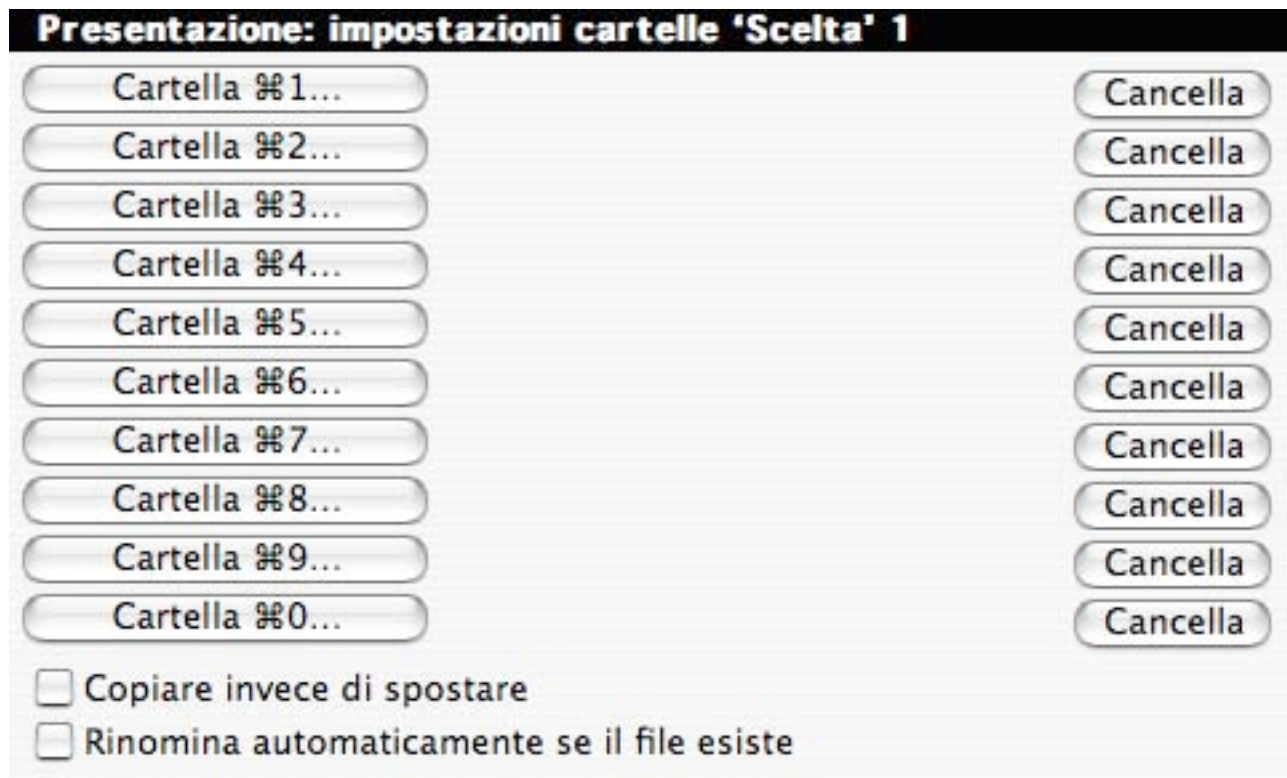 Presentazione: impostazioni cartelle ‘Scelta’ 1
Cartella ⌘1... Cancella
Cartella ⌘2... Cancella
Cartella ⌘3... Cancella
Cartella ⌘4... Cancella
Cartella ⌘5... Cancella
Cartella ⌘6... Cancella
Cartella ⌘7... Cancella
Cartella ⌘8... Cancella
Cartella ⌘9... Cancella
Cartella ⌘0... Cancella
Copiare invece di spostare
Rinomina automaticamente se il file esiste